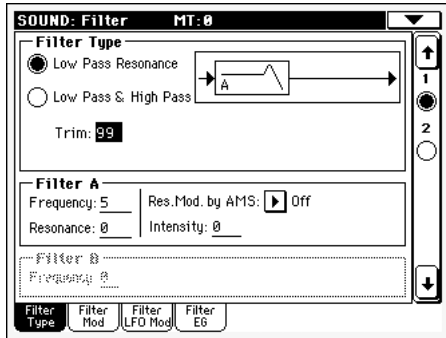 SOUND: Filter MT:0
Filter Type
Low Pass Resonance
Low Pass & High Pass
A
Trim: 99
1
2
Filter A
Frequency: 5 Res.Mod. by AMS: Off
Resonance: 0 Intensity: 0
Filter B
Frequency: 0
Filter Type
Filter Mod
Filter LFO Mod
Filter EG